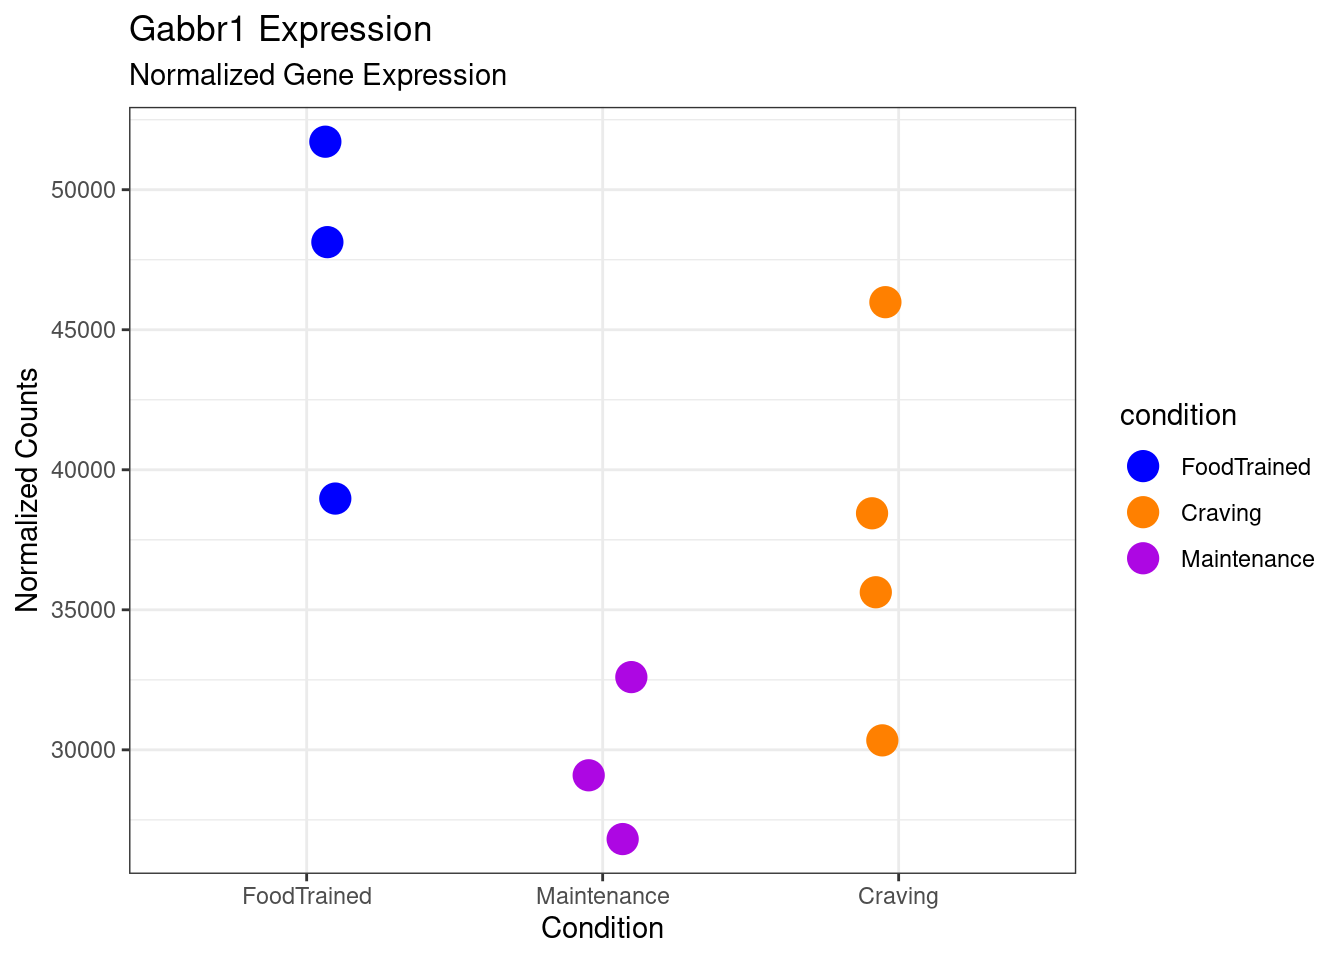 Gabbr1 Expression
Normalized Gene Expression
Normalized Counts
50000
45000
40000
35000
30000
FoodTrained
Maintenance
Craving
Condition
condition
FoodTrained
Craving
Maintenance